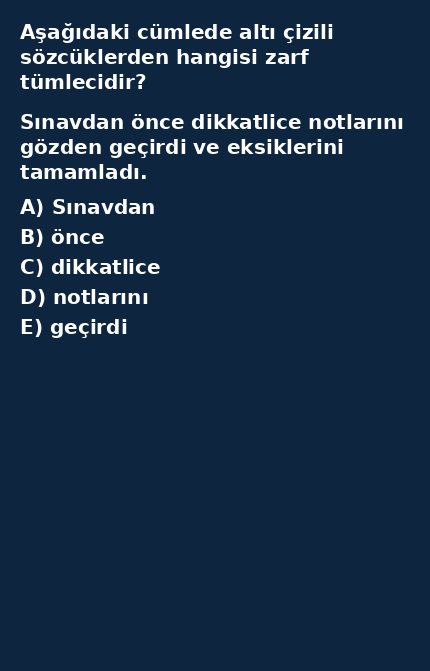 Aşağıdaki cümlede altı çizili
sözcüklerden hangisi zarf
tümlecidir?
Sınavdan önce dikkatlice notlarını
gözden geçirdi ve eksiklerini
tamamladı.
A) Sınavdan
B) önce
C) dikkatlice
D) notlarını
E) geçirdi